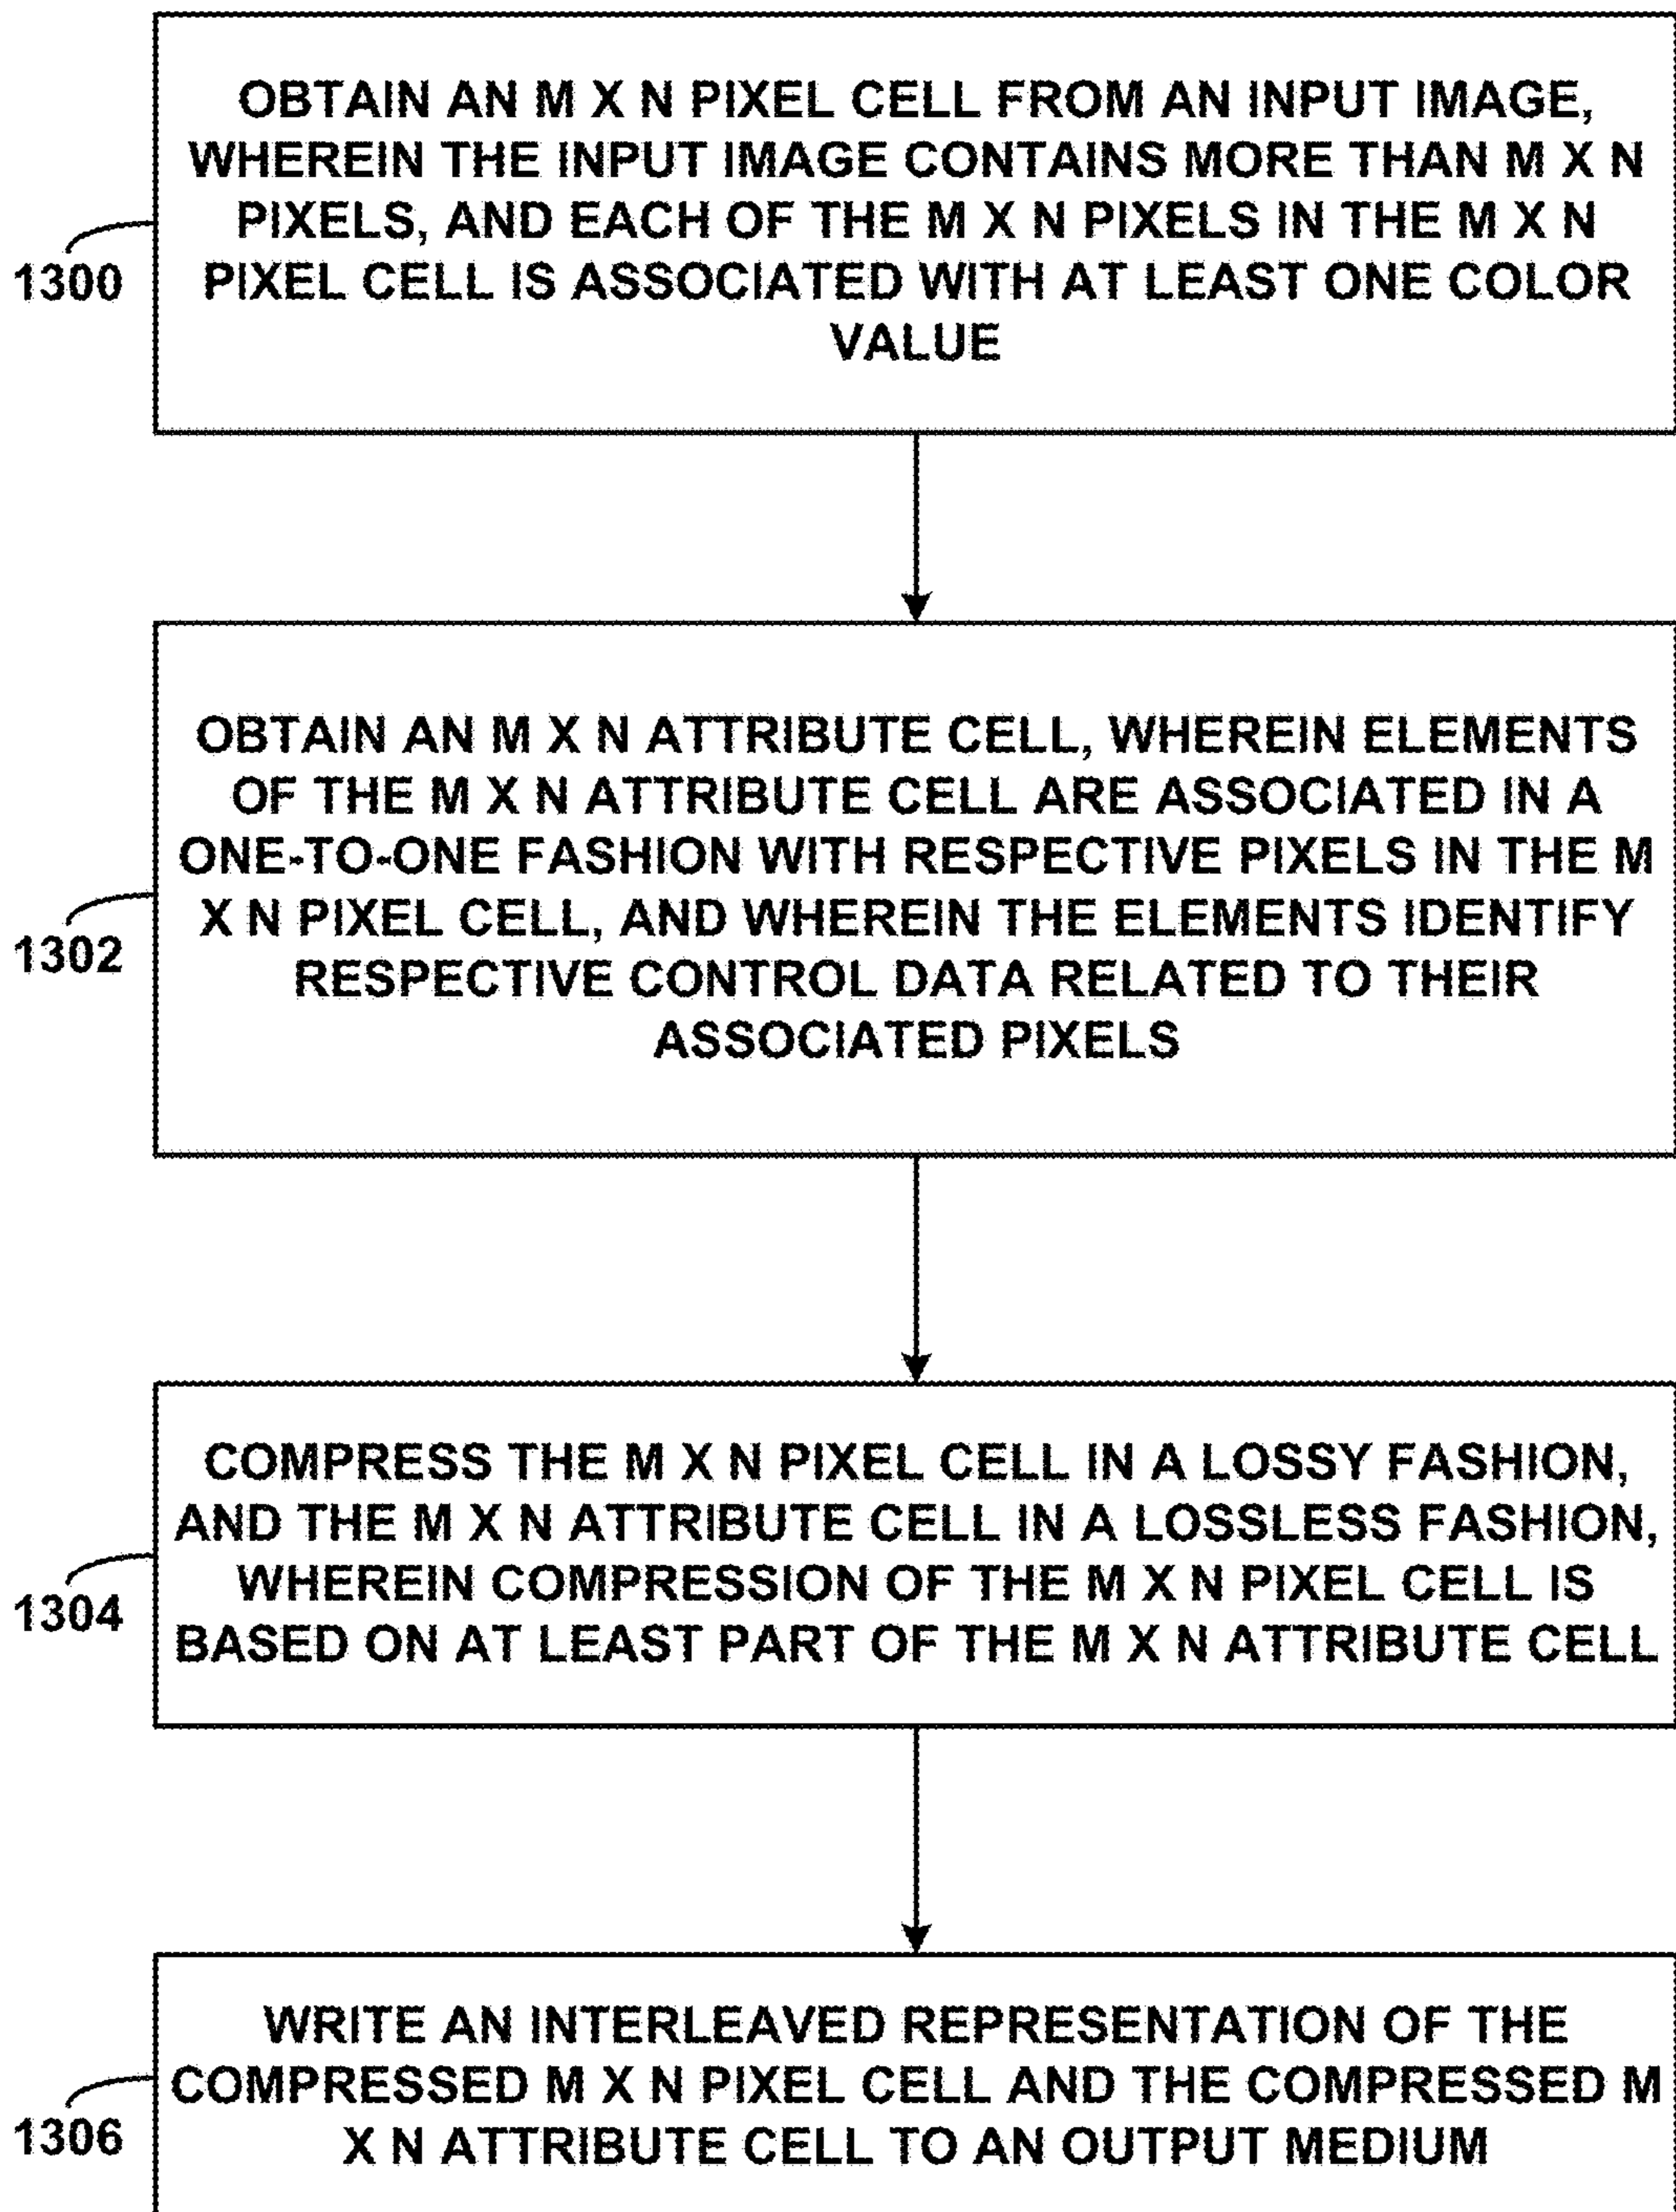 OBTAIN AN M X N PIXEL CELL FROM AN INPUT IMAGE,
WHEREIN THE INPUT IMAGE CONTAINS MORE THAN M X N
PIXELS, AND EACH OF THE M X N PIXELS IN THE M X N
PIXEL CELL IS ASSOCIATED WITH AT LEAST ONE COLOR
VALUE
1300
OBTAIN AN M X N ATTRIBUTE CELL, WHEREIN ELEMENTS
OF THE M X N ATTRIBUTE CELL ARE ASSOCIATED IN A
ONE-TO-ONE FASHION WITH RESPECTIVE PIXELS IN THE M
X N PIXEL CELL, AND WHEREIN THE ELEMENTS IDENTIFY
RESPECTIVE CONTROL DATA RELATED TO THEIR
ASSOCIATED PIXELS
1302
COMPRESS THE M X N PIXEL CELL IN A LOSSY FASHION,
AND THE M X N ATTRIBUTE CELL IN A LOSSLESS FASHION,
WHEREIN COMPRESSION OF THE M X N PIXEL CELL IS
BASED ON AT LEAST PART OF THE M X N ATTRIBUTE CELL
1304
WRITE AN INTERLEAVED REPRESENTATION OF THE
COMPRESSED M X N PIXEL CELL AND THE COMPRESSED M
X N ATTRIBUTE CELL TO AN OUTPUT MEDIUM
1306